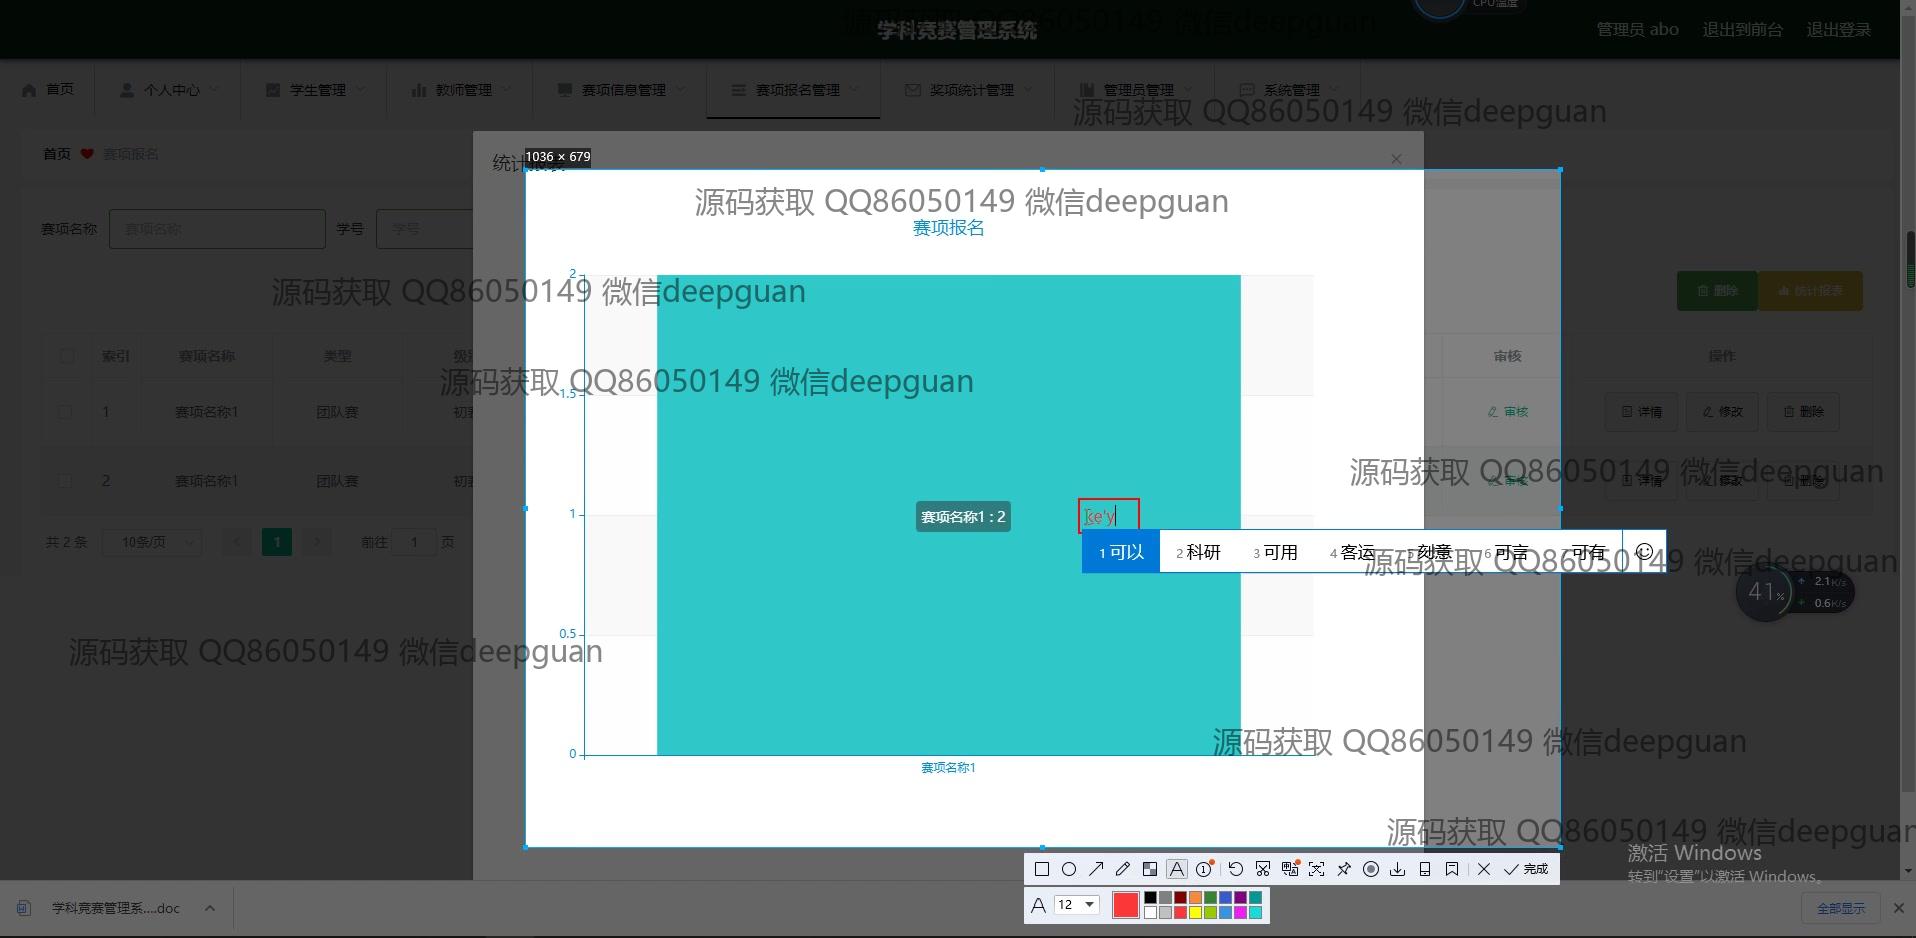 CPU温度
学科竞赛管理系统
管理员 abo 退出到前台 退出登录
首页 个人中心 学生管理 教师管理 赛项信息管理 赛项报名管理 奖项统计管理 管理员管理 系统管理
源码获取 QQ86050149 微信deepguan
首页 赛项报名
统计报表
1036 × 679
源码获取 QQ86050149 微信deepguan
赛项报名
赛项名称 赛项名称 学号 学号
2
源码获取 QQ86050149 微信deepguan
删除 统计报表
索引 赛项名称 类型 审核 操作
源码获取 QQ86050149 微信deepguan
1.5
1 赛项名称1 团队赛 审核 详情 修改 删除
源码获取 QQ86050149 微信deepguan
2 赛项名称1 团队赛 审核 详情 修改 删除
1
赛项名称1 : 2
ke'y
共 2 条 10条/页 1 前往 1 页
1 可以 2 科研 3 可用 4 客运 5 刻意 6 可言 7 可有
源码获取 QQ86050149 微信deepguan
41% 2.1K/s
0.6K/s
0.5
源码获取 QQ86050149 微信deepguan
源码获取 QQ86050149 微信deepguan
0
赛项名称1
源码获取 QQ86050149 微信deepguan
激活 Windows
转到“设置”以激活 Windows。
完成
A 12
学科竞赛管理系....doc
全部显示